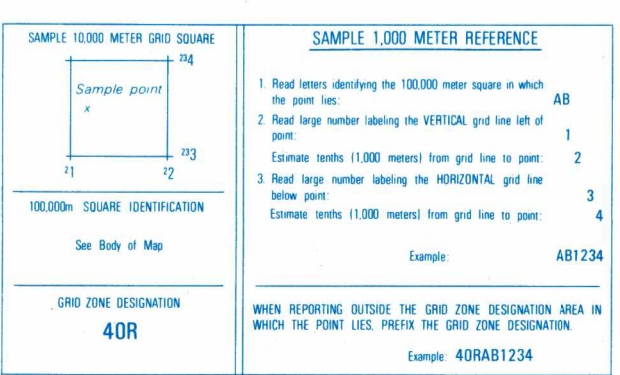 SAMPLE 10,000 METER GRID SQUARE
234
Sample point
x
233
21
22
100,000m SQUARE IDENTIFICATION
See Body of Map
GRID ZONE DESIGNATION
40R
SAMPLE 1,000 METER REFERENCE
1. Read letters identifying the 100,000 meter square in which
the point lies: AB
2. Read large number labeling the VERTICAL grid line left of
point: 1
Estimate tenths (1,000 meters) from grid line to point: 2
3. Read large number labeling the HORIZONTAL grid line
below point: 3
Estimate tenths (1,000 meters) from grid line to point: 4
Example: AB1234
WHEN REPORTING OUTSIDE THE GRID ZONE DESIGNATION AREA IN
WHICH THE POINT LIES, PREFIX THE GRID ZONE DESIGNATION.
Example: 40RAB1234